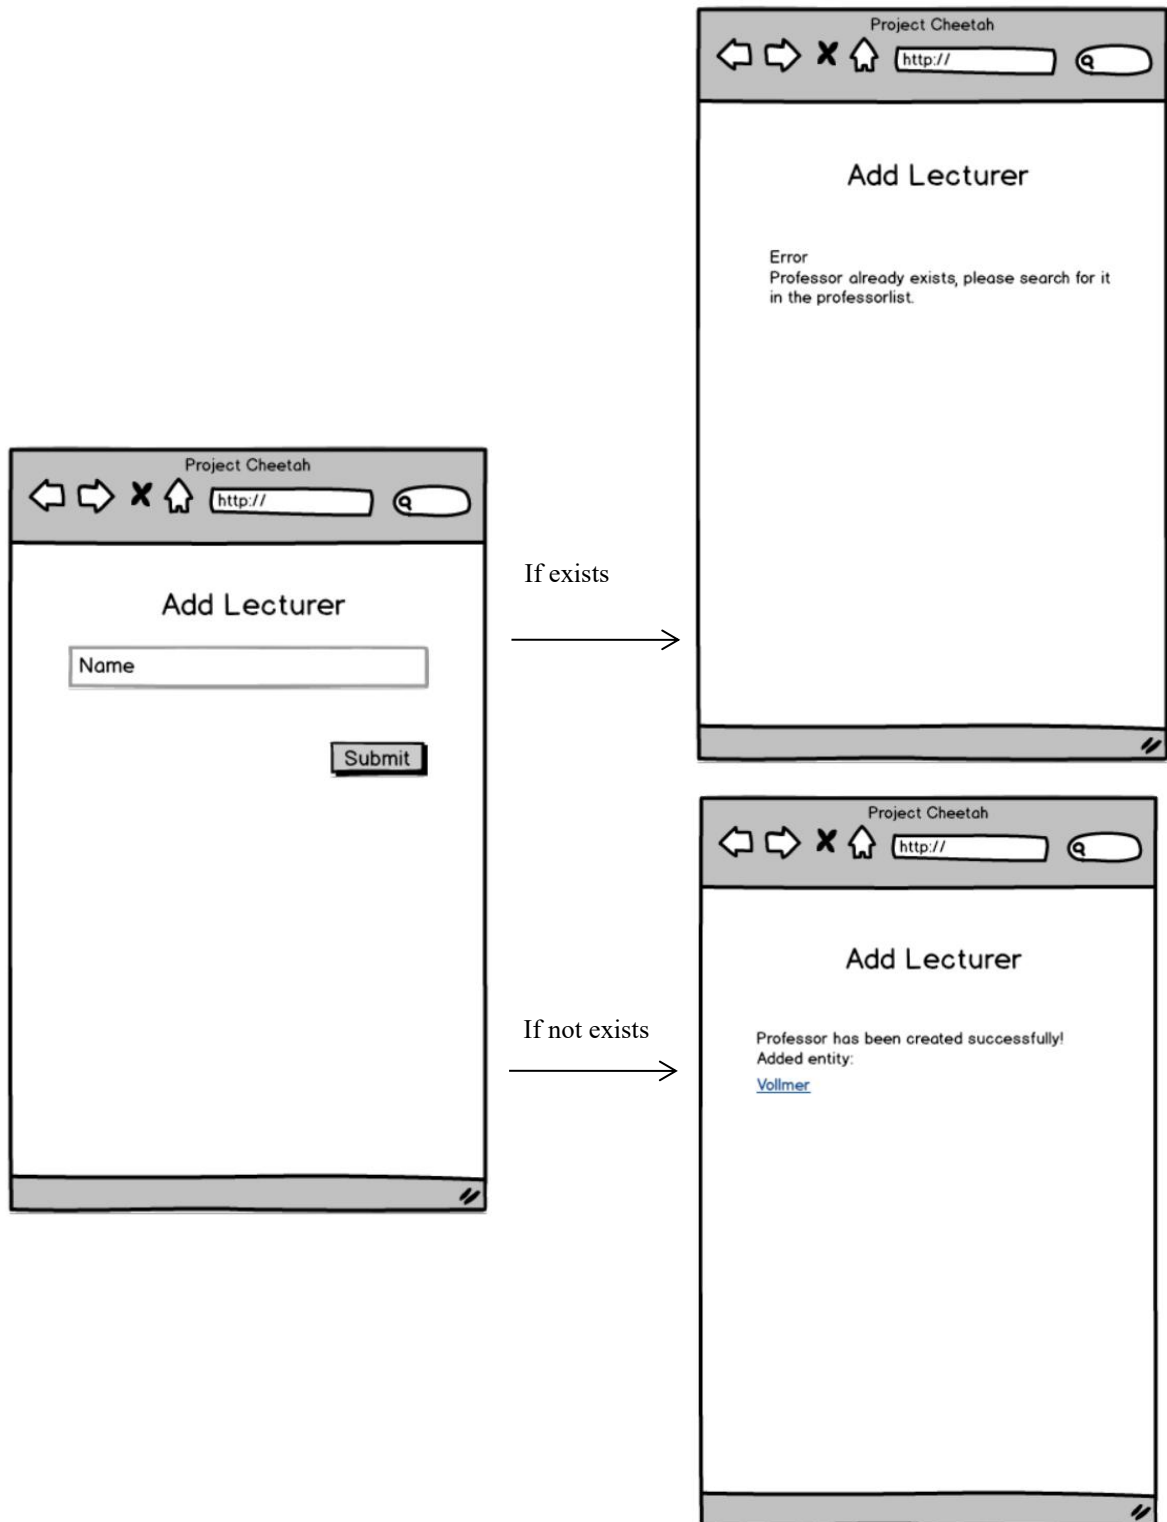 Project Cheetah
http://
Add Lecturer
Error
Professor already exists, please search for it
in the professorlist.
Project Cheetah
http://
Add Lecturer
Name
Submit
If exists
If not exists
Project Cheetah
http://
Add Lecturer
Professor has been created successfully!
Added entity:
Vollmer